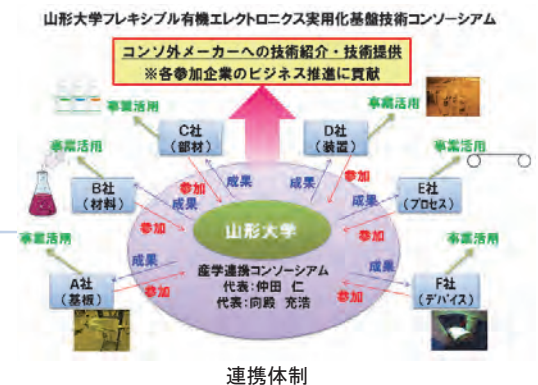 山形大学フレキシブル有機エレクトロニクス実用化基盤技術コンソーシアム
コンソ外メーカーへの技術紹介・技術提供
※各参加企業のビジネス推進に貢献
事業活用
C社
(部材)
D社
(装置)
事業活用
事業活用
参加
成果
成果
参加
事業活用
B社
(材料)
成果
成果
E社
(プロセス)
参加
山形大学
参加
事業活用
成果
産学連携コンソーシアム
代表:仲田 仁
代表:向殿 充浩
成果
事業活用
A社
(基板)
参加
参加
F社
(デバイス)
連携体制